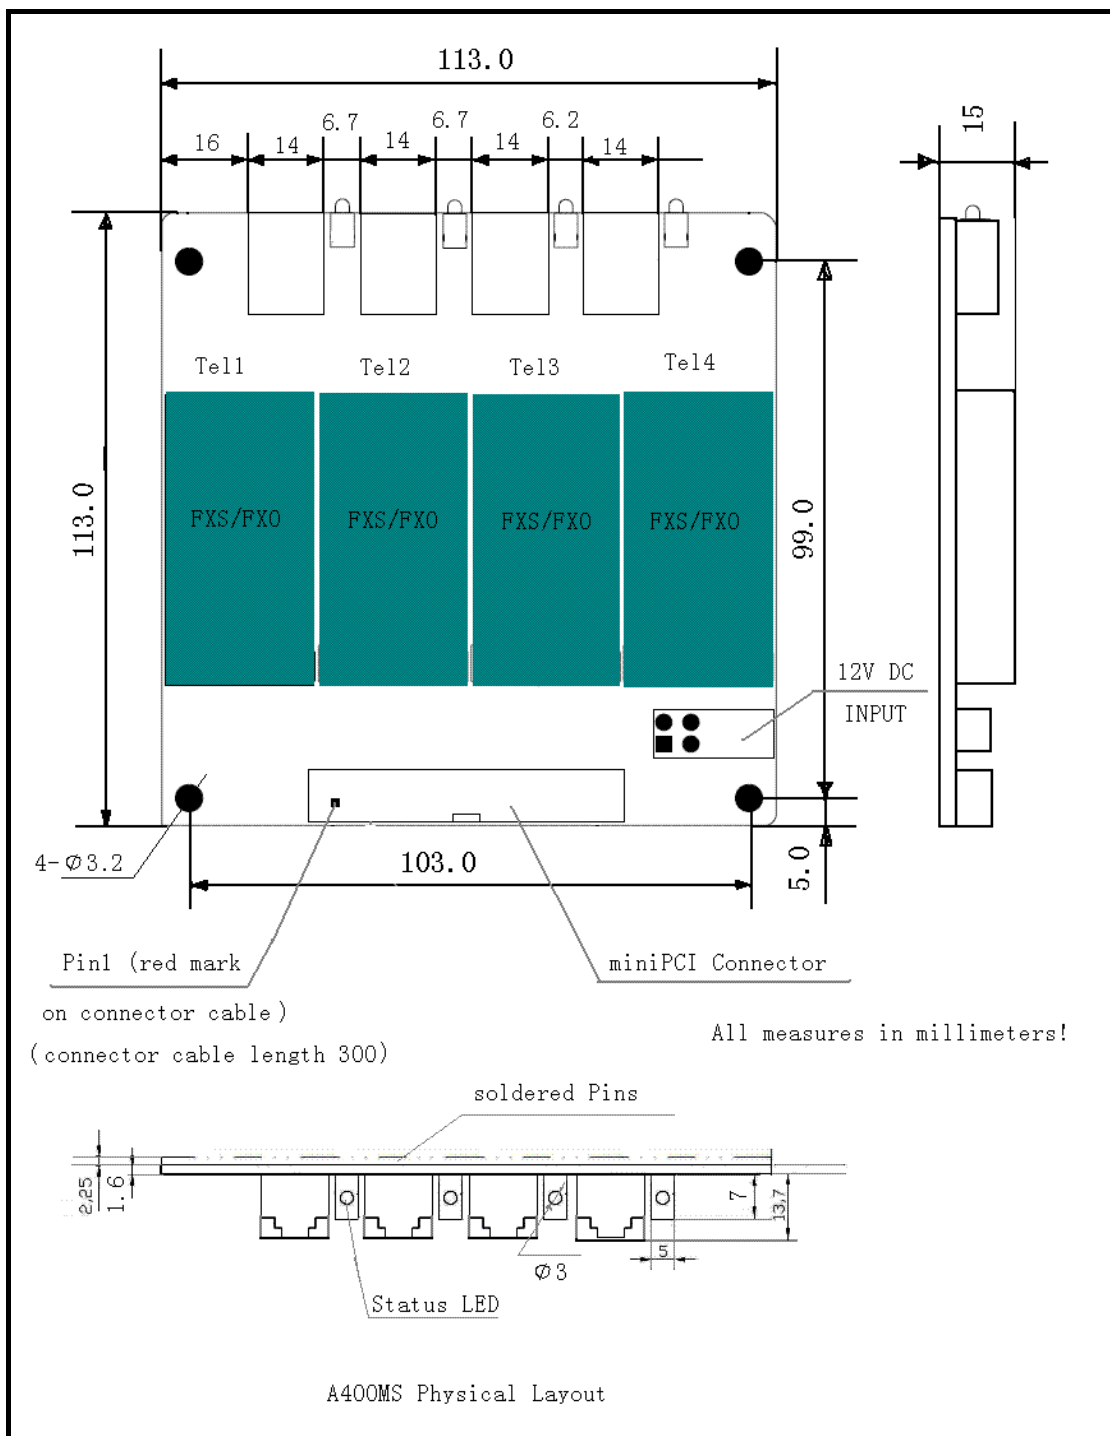 113.0
6.7 6.7 6.2
16 14 14 14 14
15
Tel1 Tel2 Tel3 Tel4
113.0
FXS/FXO FXS/FXO FXS/FXO FXS/FXO
99.0
12V DC
INPUT
4-Φ3.2
103.0
5.0
Pin1 (red mark
on connector cable)
(connector cable length 300)
miniPCI Connector
All measures in millimeters!
soldered Pins
2,25
1.6
7
13,7
5
Φ3
Status LED
A400MS Physical Layout